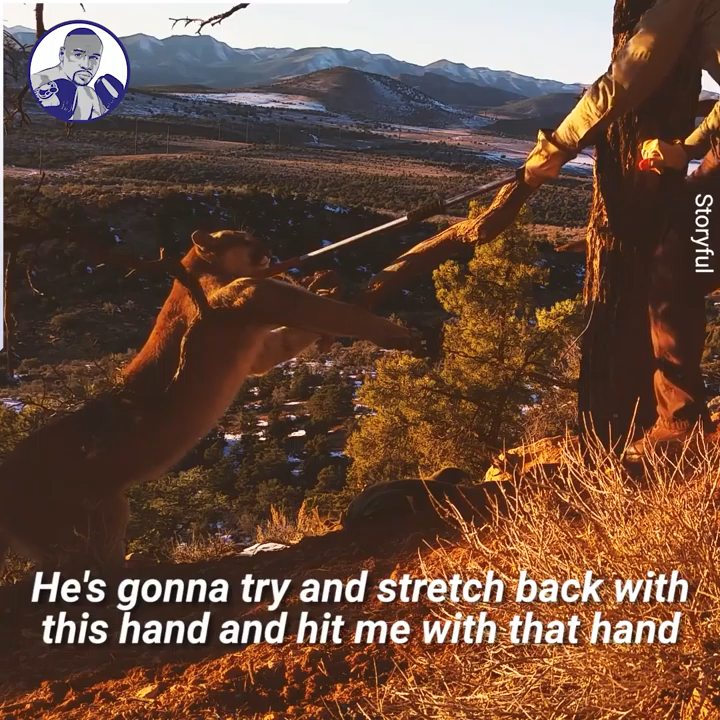 Storyful
He's gonna try and stretch back with
this hand and hit me with that hand